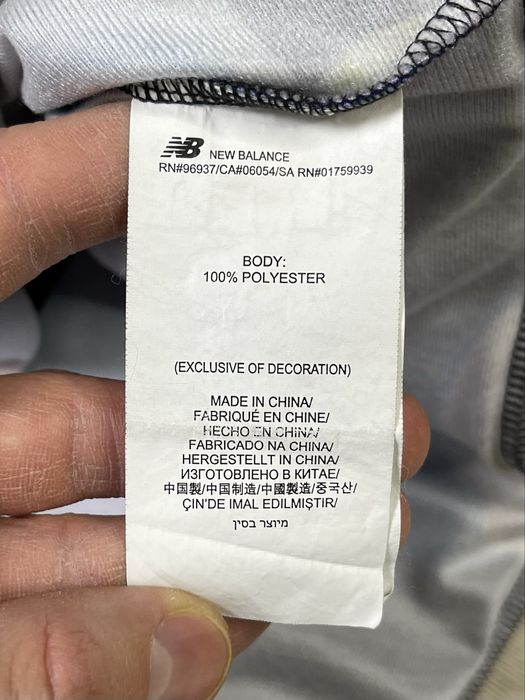 NB NEW BALANCE
RN#96937/CA#06054/SA RN#01759939
BODY:
100% POLYESTER
(EXCLUSIVE OF DECORATION)
MADE IN CHINA/
FABRIQUÉ EN CHINE/
HECHO EN CHINA/
FABRICADO NA CHINA/
HERGESTELLT IN CHINA/
ИЗГОТОВЛЕНО В КИТАЕ/
中国製/中国制造/中國製造/중국산/
ÇIN'DE IMAL EDILMIŞTIR/
מיוצר בסין